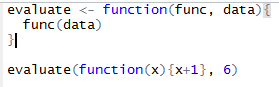 evaluate <- function(func, data){
  func(data)
}
evaluate(function(x){x+1}, 6)